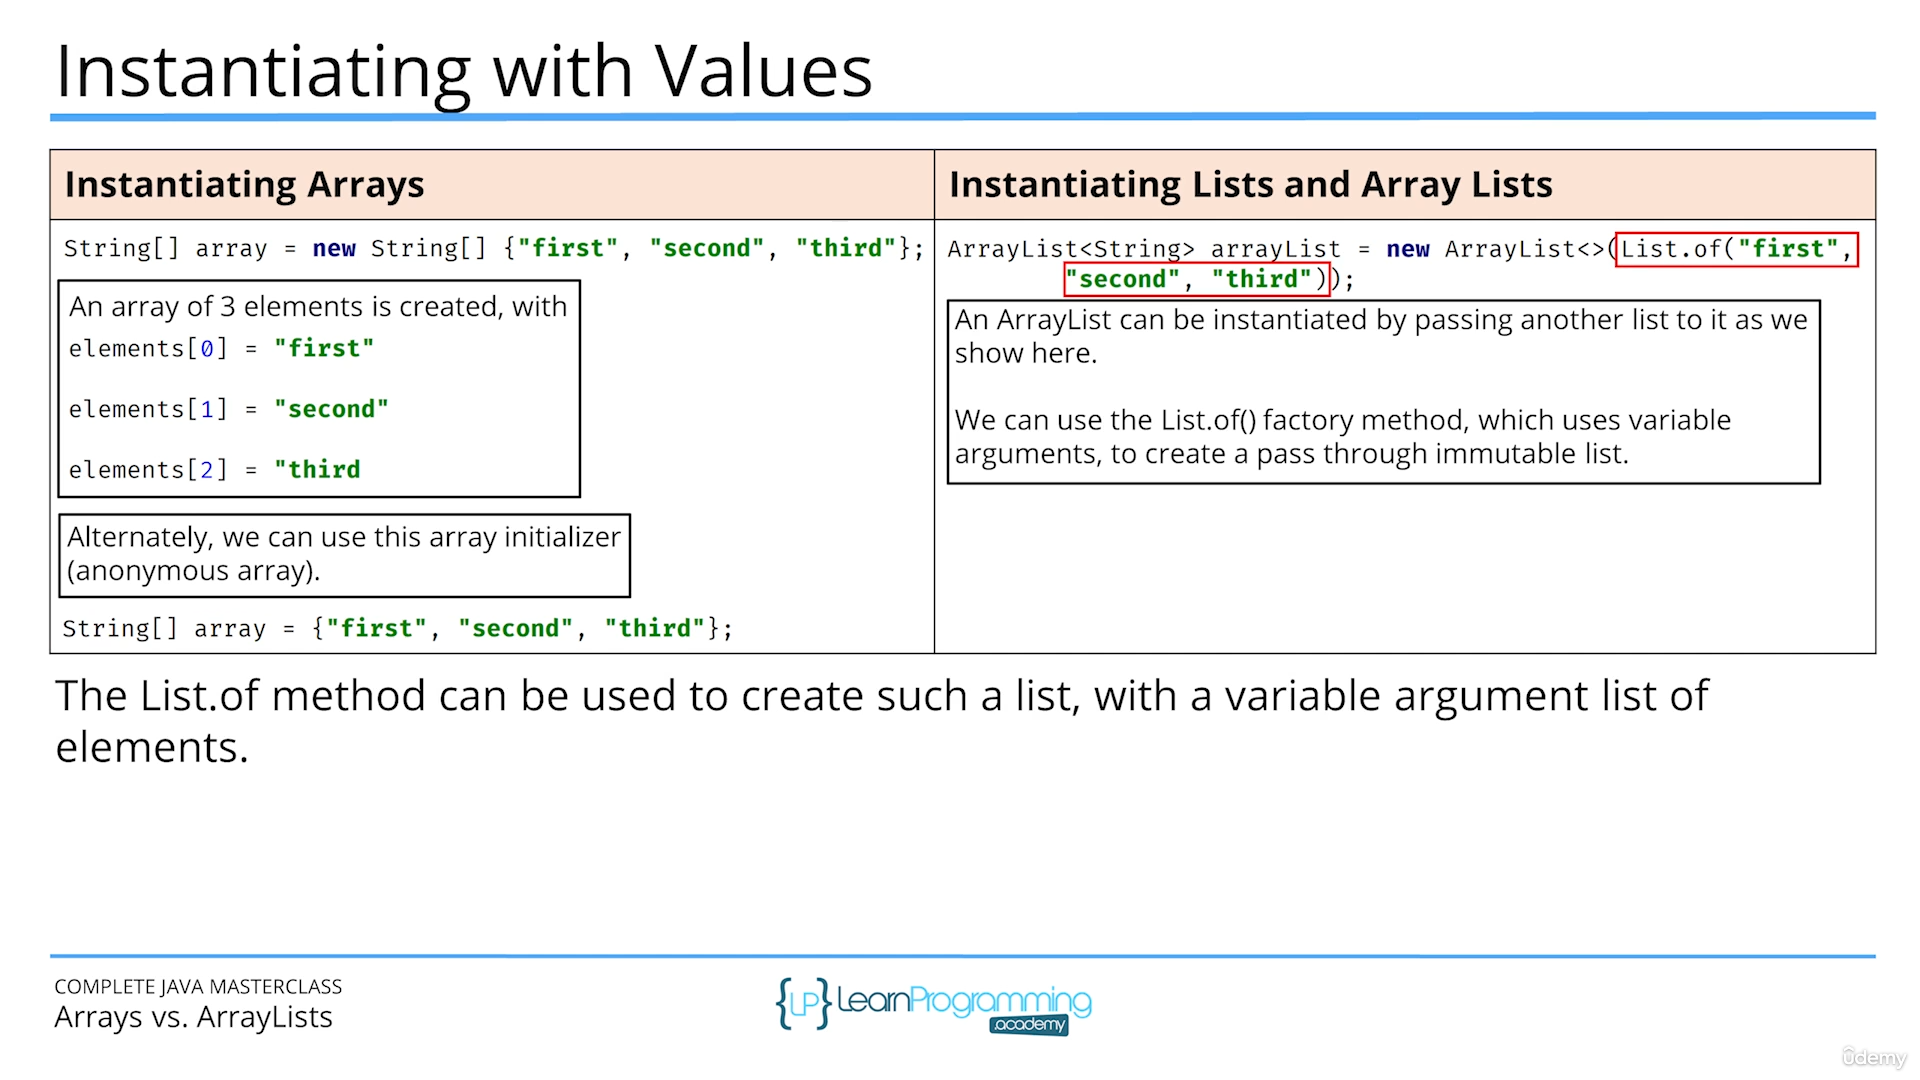 Instantiating with Values
Instantiating Arrays
String[] array = new String[] {"first", "second", "third"};
An array of 3 elements is created, with
elements[0] = "first"
elements[1] = "second"
elements[2] = "third
Alternately, we can use this array initializer
(anonymous array).
String[] array = {"first", "second", "third"};
Instantiating Lists and Array Lists
ArrayList<String> arrayList = new ArrayList<>(List.of("first",
"second", "third"));
An ArrayList can be instantiated by passing another list to it as we
show here.
We can use the List.of() factory method, which uses variable
arguments, to create a pass through immutable list.
The List.of method can be used to create such a list, with a variable argument list of
elements.
COMPLETE JAVA MASTERCLASS
Arrays vs. ArrayLists
{LP} LearnProgramming
.academy
udemy